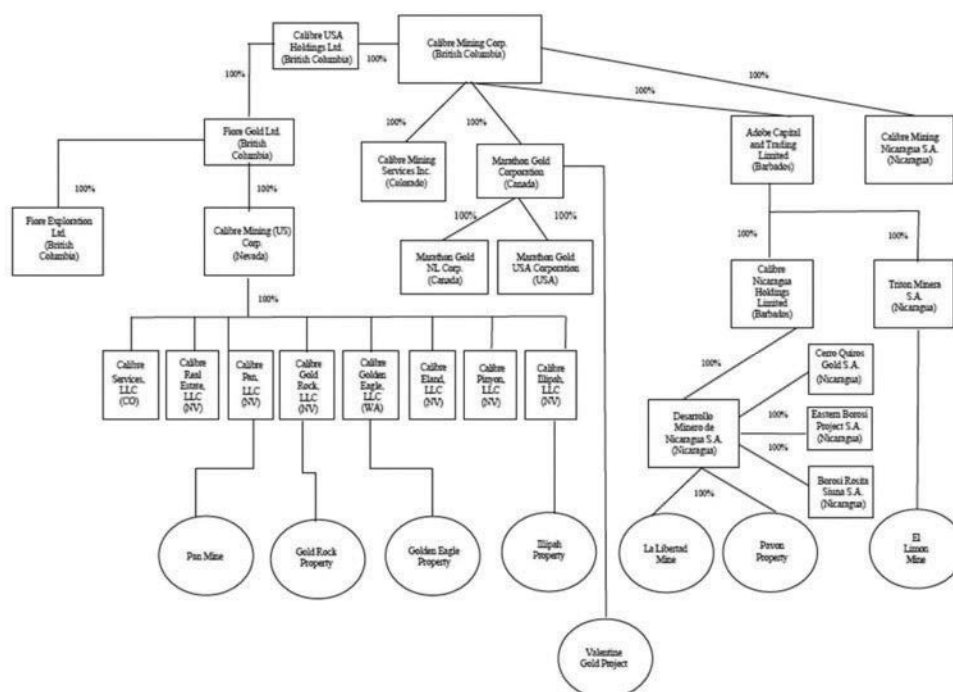 Calibre USA
Holdings Ltd.
(British Columbia)
100%
Calibre Mining Corp.
(British Columbia)
100%
100%
100%
100%
100%
100%
Fiore Gold Ltd.
(British
Columbia)
Calibre Mining
Services Inc.
(Colorado)
Marathon Gold
Corporation
(Canada)
Adobe Capital
and Trading
Limited
(Barbados)
Calibre Mining
Nicaragua S.A.
(Nicaragua)
100%
100%
100%
100%
100%
100%
Fiore Exploration
Ltd.
(British
Columbia)
Calibre Mining (US)
Corp.
(Nevada)
Marathon Gold
NL Corp.
(Canada)
Marathon Gold
USA Corporation
(USA)
Calibre
Nicaragua
Holdings
Limited
(Barbados)
Triton Minera
S.A.
(Nicaragua)
100%
Calibre
Services,
LLC
(CO)
Calibre
Real
Estate,
LLC
(NV)
Calibre
Pan,
LLC
(NV)
Calibre
Gold
Rock,
LLC
(NV)
Calibre
Golden
Eagle,
LLC
(WA)
Calibre
Eland,
LLC
(NV)
Calibre
Pinyon,
LLC
(NV)
Calibre
Illipah,
LLC
(NV)
100%
Cerro Quiros
Gold S.A.
(Nicaragua)
Desarrollo
Minero de
Nicaragua S.A.
(Nicaragua)
100%
Eastern Borosi
Project S.A.
(Nicaragua)
100%
Borosi Rosita
Siuna S.A.
(Nicaragua)
100%
Pan Mine
Gold Rock
Property
Golden Eagle
Property
Illipah
Property
La Libertad
Mine
Pavon
Property
El
Limon
Mine
Valentine
Gold Project